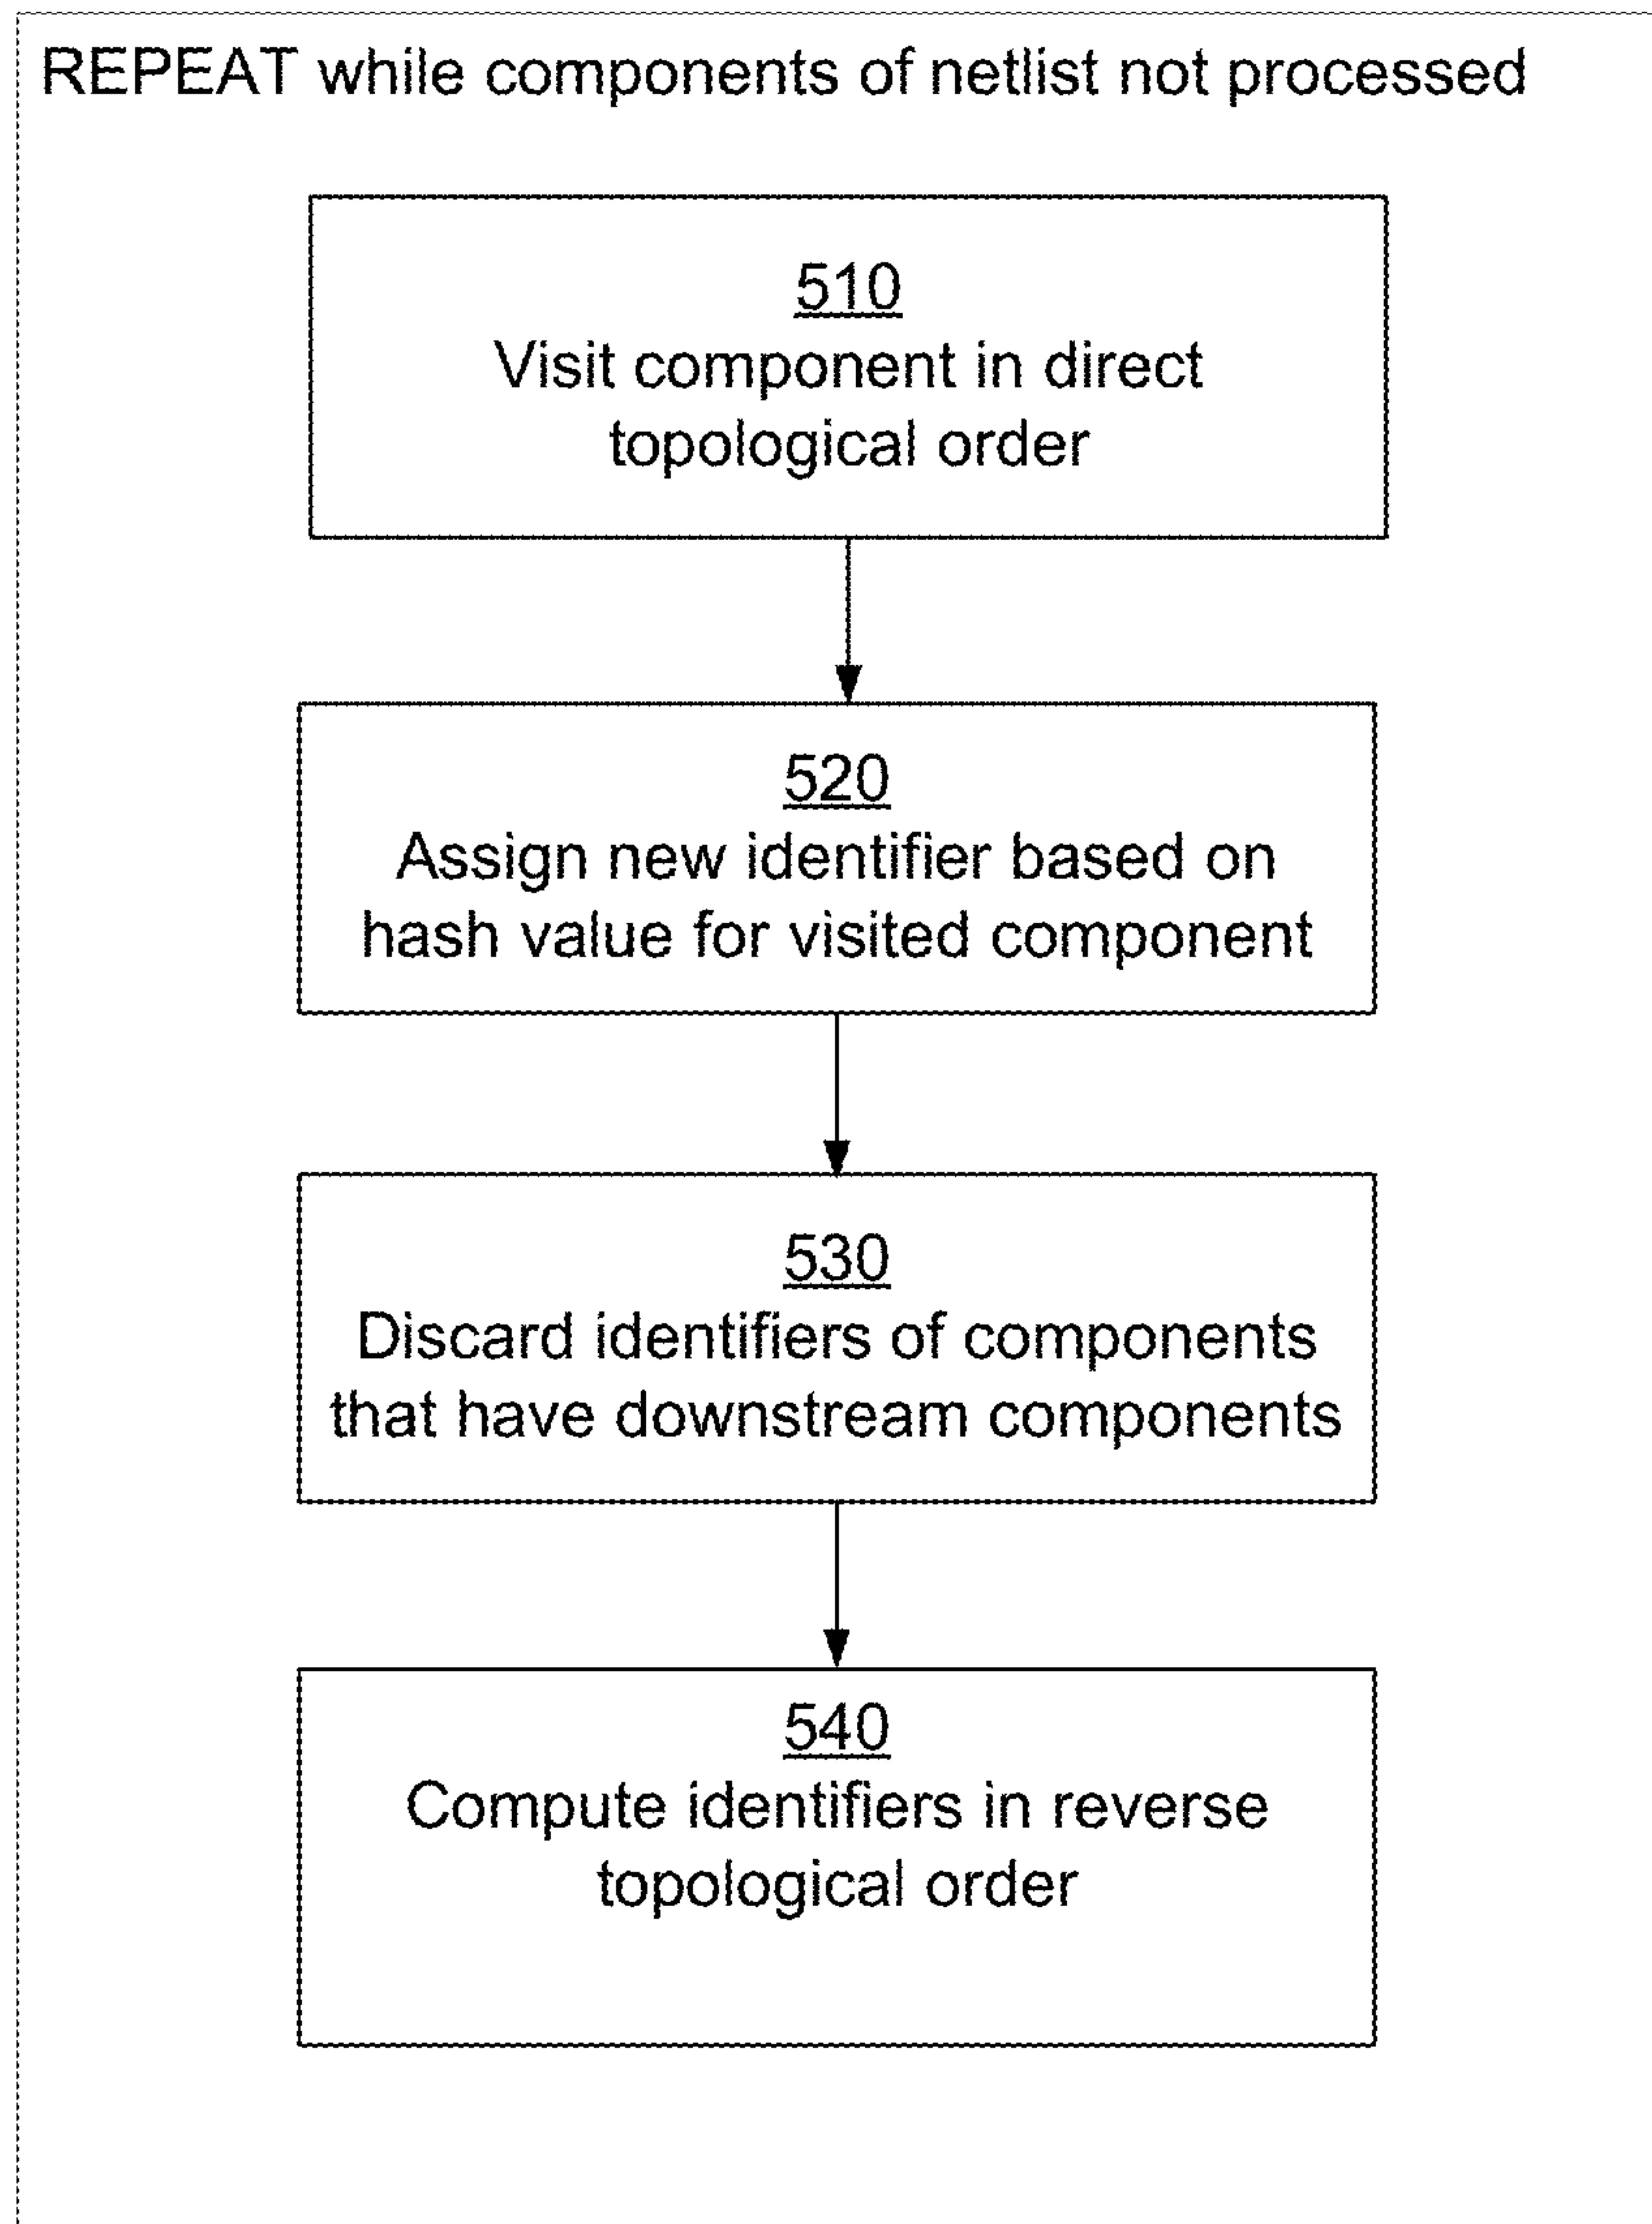 REPEAT while components of netlist not processed
510
Visit component in direct
topological order
520
Assign new identifier based on
hash value for visited component
530
Discard identifiers of components
that have downstream components
540
Compute identifiers in reverse
topological order